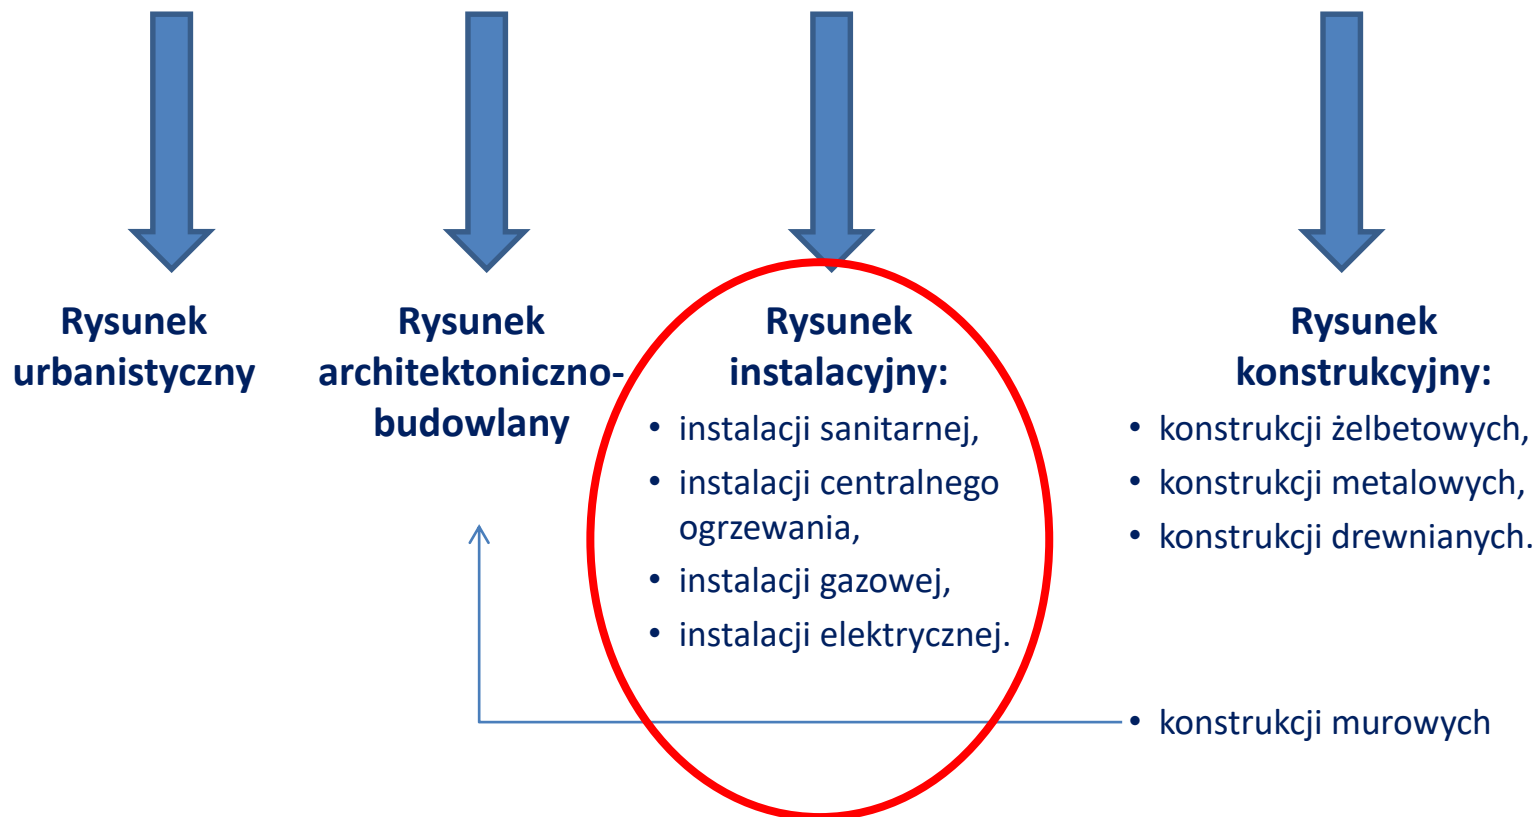 Rysunek
urbanistyczny
Rysunek
architektoniczno-
budowlany
Rysunek
instalacyjny:
• instalacji sanitarnej,
• instalacji centralnego
ogrzewania,
• instalacji gazowej,
• instalacji elektrycznej.
Rysunek
konstrukcyjny:
• konstrukcji żelbetowych,
• konstrukcji metalowych,
• konstrukcji drewnianych.
• konstrukcji murowych